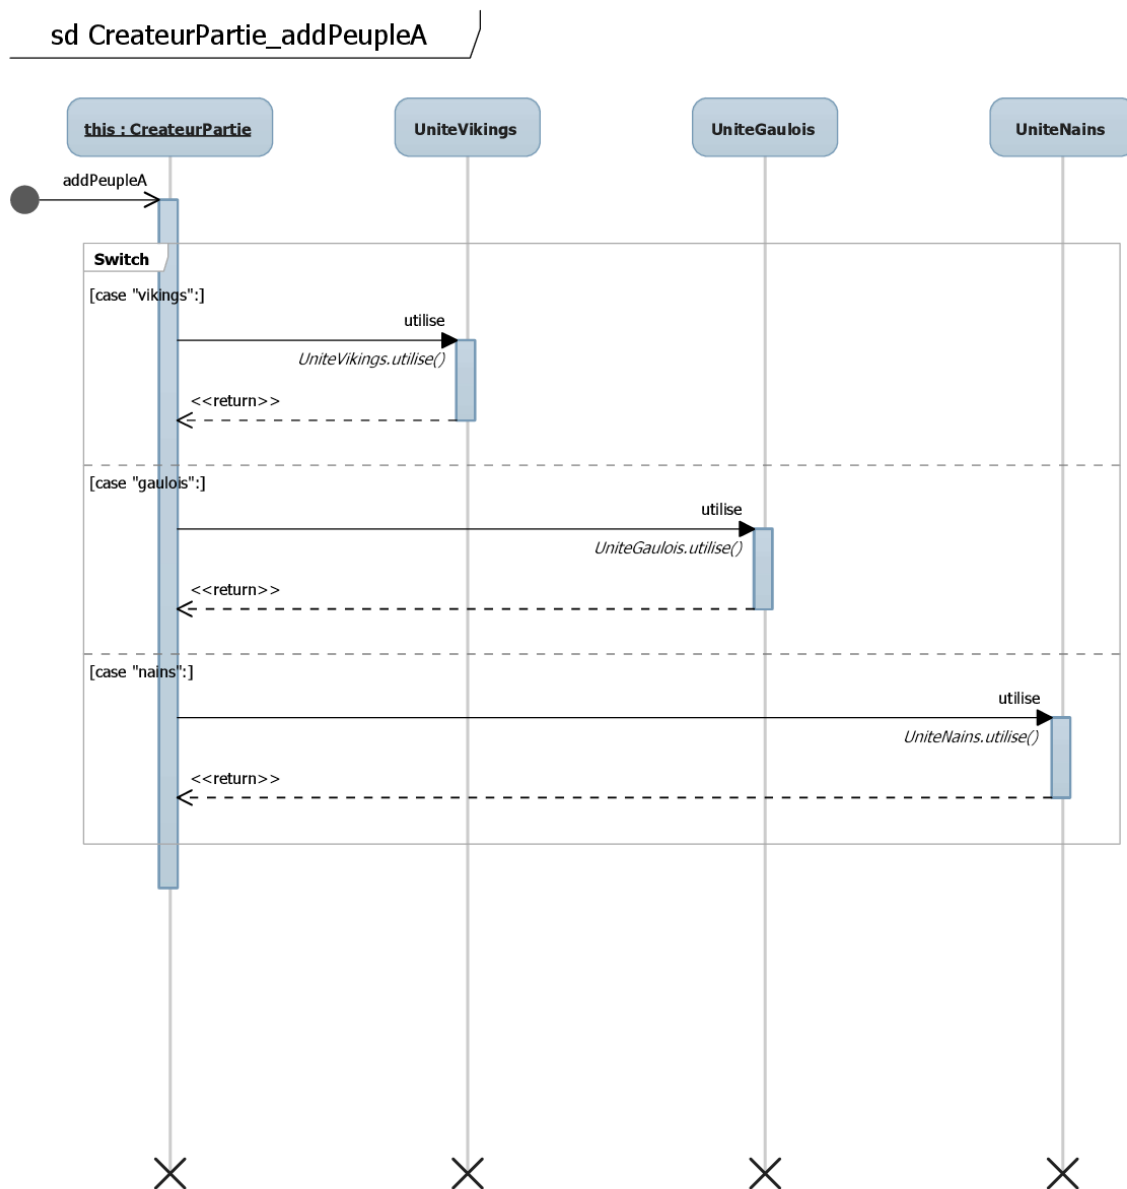 sd CreateurPartie_addPeupleA
this : CreateurPartie
UniteVikings
UniteGaulois
UniteNains
addPeupleA
Switch
[case "vikings":]
utilise
UniteVikings.utilise()
<<return>>
[case "gaulois":]
utilise
UniteGaulois.utilise()
<<return>>
[case "nains":]
utilise
UniteNains.utilise()
<<return>>